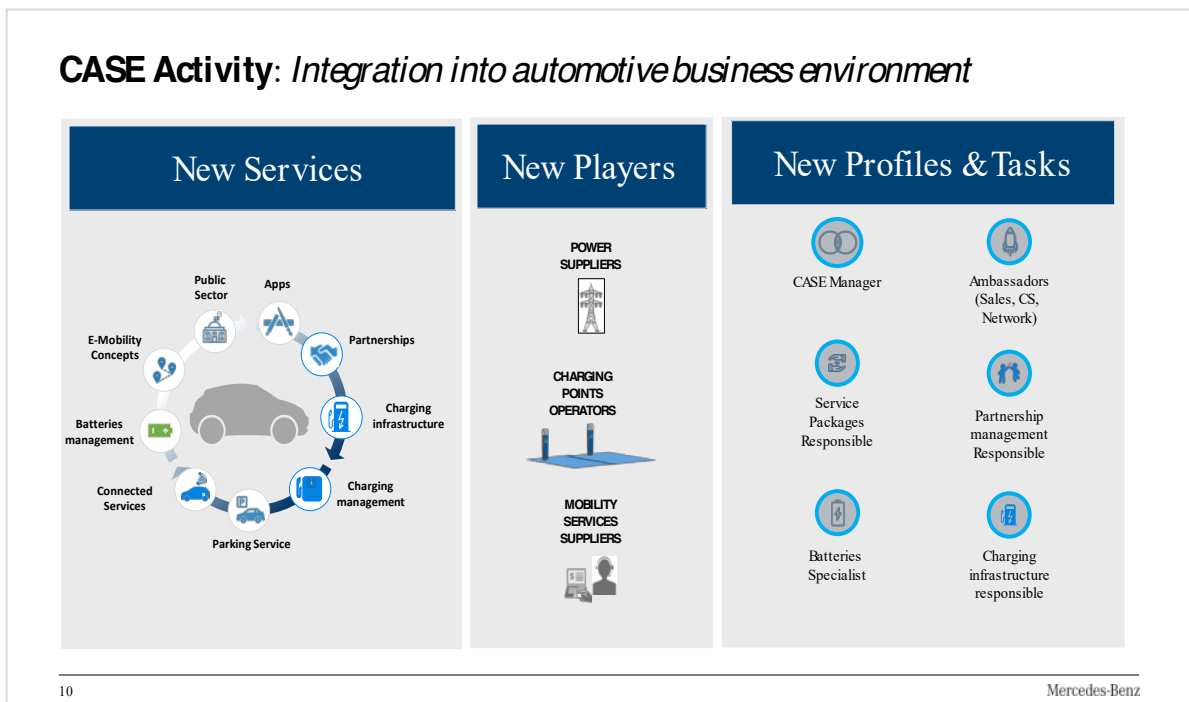 CASE Activity: Integration into automotive business environment
New Services
Public
Sector
Apps
E-Mobility
Concepts
Partnerships
Batteries
management
Charging
infrastructure
Connected
Services
Charging
management
P
Parking Service
New Players
POWER
SUPPLIERS
CHARGING
POINTS
OPERATORS
MOBILITY
SERVICES
SUPPLIERS
$
New Profiles & Tasks
CASE Manager
Ambassadors
(Sales, CS,
Network)
Service
Packages
Responsible
Partnership
management
Responsible
Batteries
Specialist
Charging
infrastructure
responsible
10
Mercedes-Benz